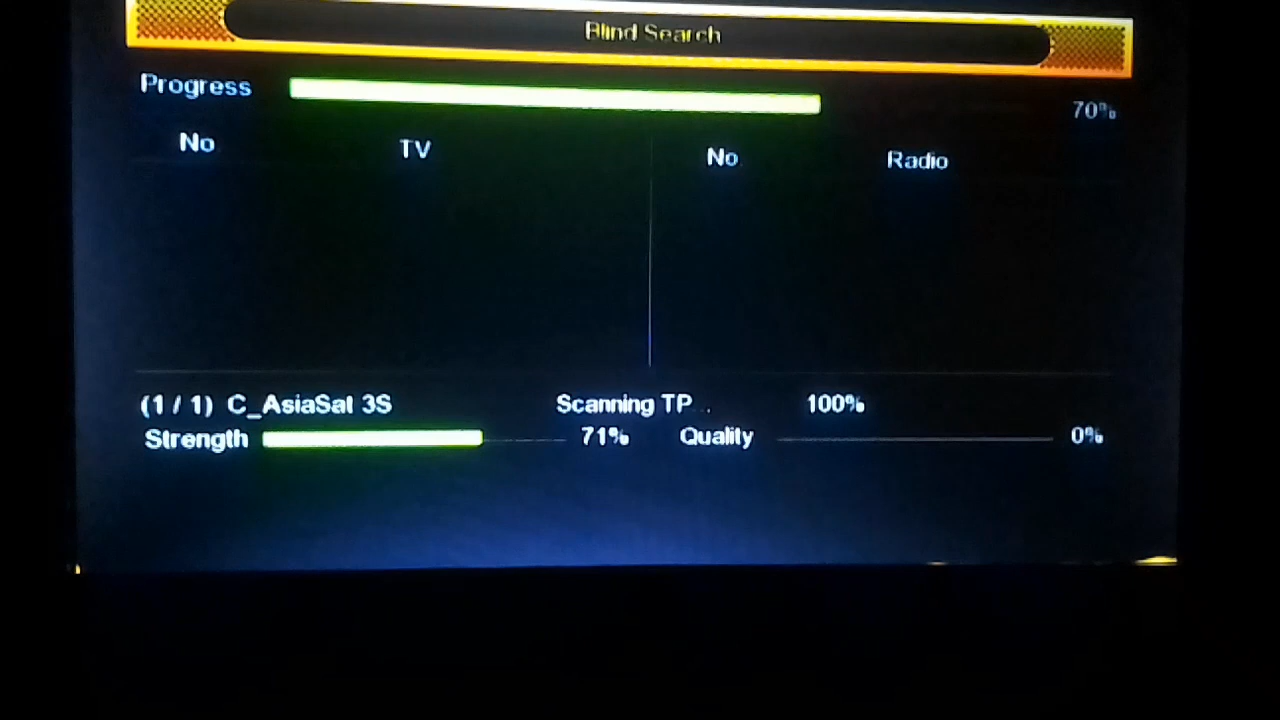 Blind Search
Progress 70%
No TV No Radio
(1 / 1) C_AsiaSat 3S Scanning TP... 100%
Strength 71% Quality 0%